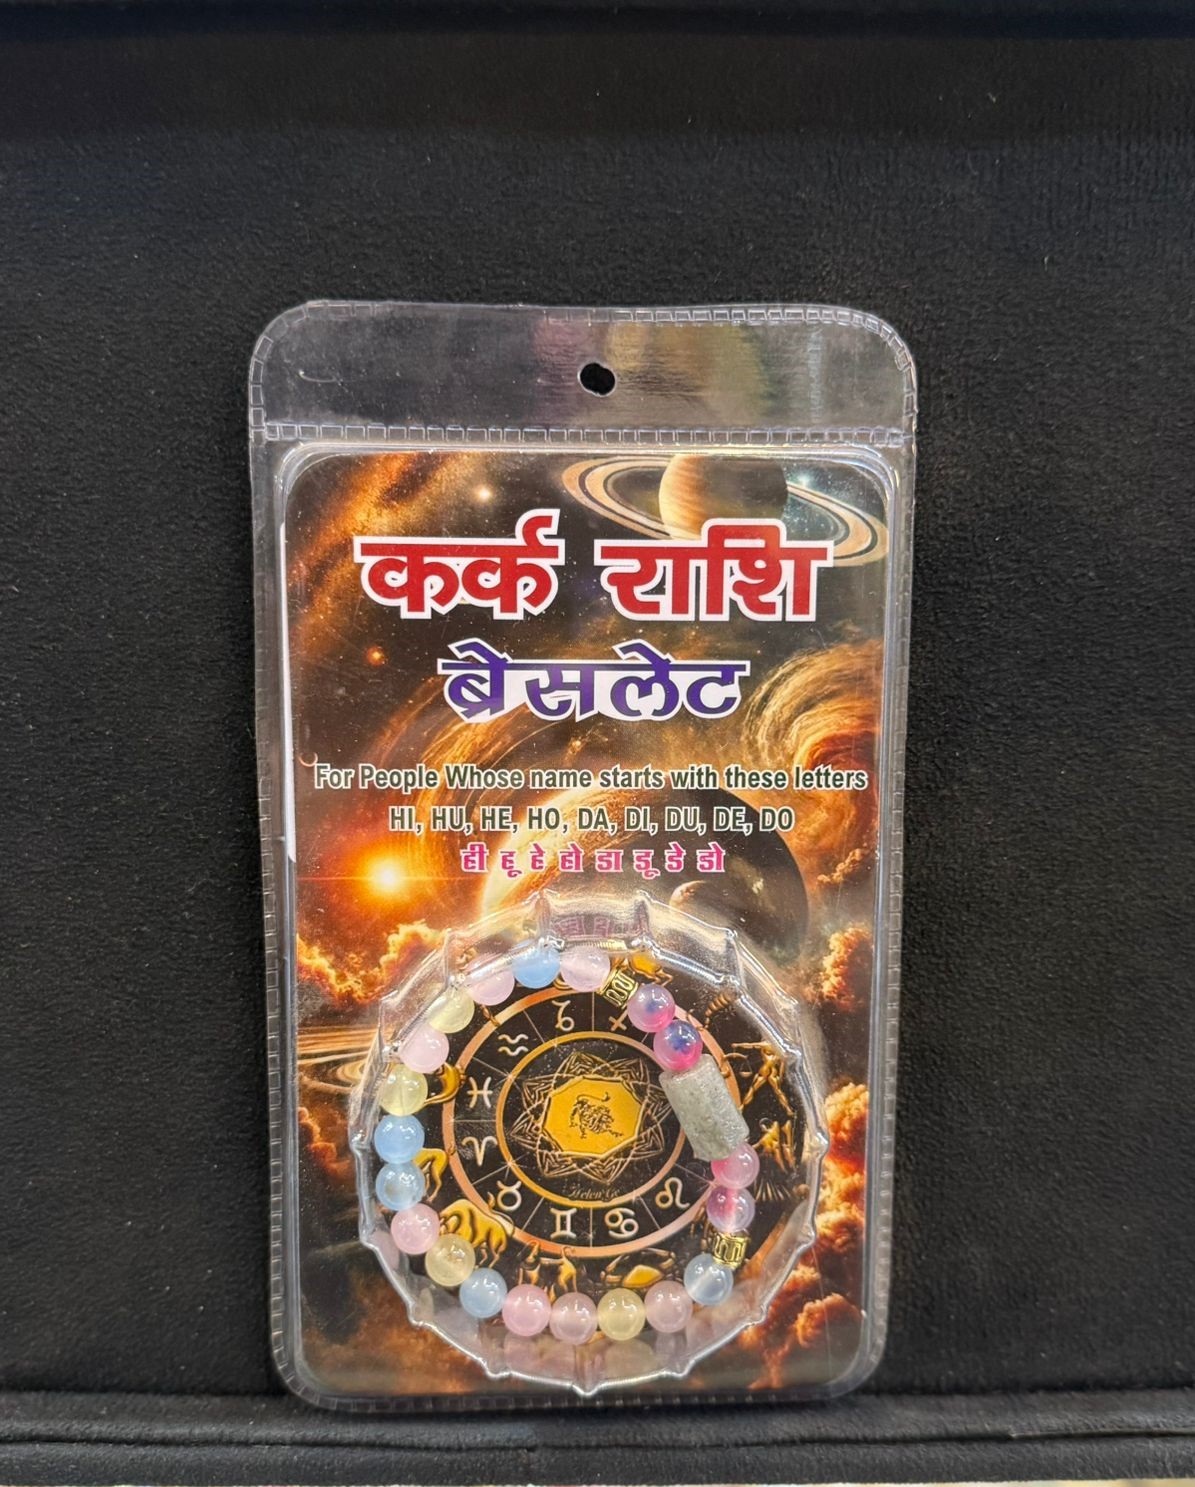 कर्क राशि
ब्रेसलेट
For People Whose name starts with these letters
HI, HU, HE, HO, DA, DI, DU, DE, DO
ही हू हे हो डा डू डे डो